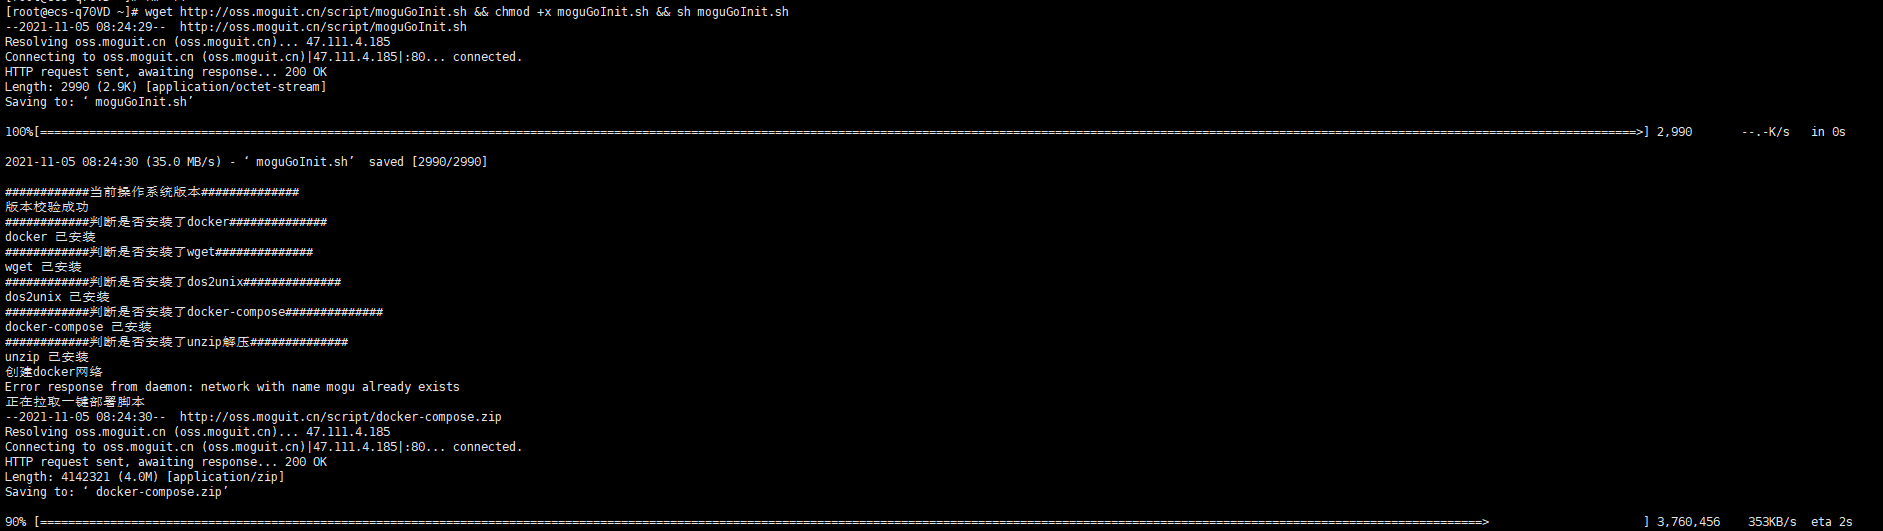 [root@ecs-q70VD ~]# wget http://oss.moguit.cn/script/moguGoInit.sh && chmod +x moguGoInit.sh && sh moguGoInit.sh
--2021-11-05 08:24:29--  http://oss.moguit.cn/script/moguGoInit.sh
Resolving oss.moguit.cn (oss.moguit.cn)... 47.111.4.185
Connecting to oss.moguit.cn (oss.moguit.cn)|47.111.4.185|:80... connected.
HTTP request sent, awaiting response... 200 OK
Length: 2990 (2.9K) [application/octet-stream]
Saving to: ‘ moguGoInit.sh’
100%[======================================>] 2,990       --.-K/s   in 0s
2021-11-05 08:24:30 (35.0 MB/s) - ‘ moguGoInit.sh’  saved [2990/2990]
############当前操作系统版本##############
版本校验成功
############判断是否安装了docker##############
docker 已安装
############判断是否安装了wget##############
wget 已安装
############判断是否安装了dos2unix##############
dos2unix 已安装
############判断是否安装了docker-compose##############
docker-compose 已安装
############判断是否安装了unzip解压##############
unzip 已安装
创建docker网络
Error response from daemon: network with name mogu already exists
正在拉取一键部署脚本
--2021-11-05 08:24:30--  http://oss.moguit.cn/script/docker-compose.zip
Resolving oss.moguit.cn (oss.moguit.cn)... 47.111.4.185
Connecting to oss.moguit.cn (oss.moguit.cn)|47.111.4.185|:80... connected.
HTTP request sent, awaiting response... 200 OK
Length: 4142321 (4.0M) [application/zip]
Saving to: ‘ docker-compose.zip’
90% [==================================>    ] 3,760,456    353KB/s  eta 2s